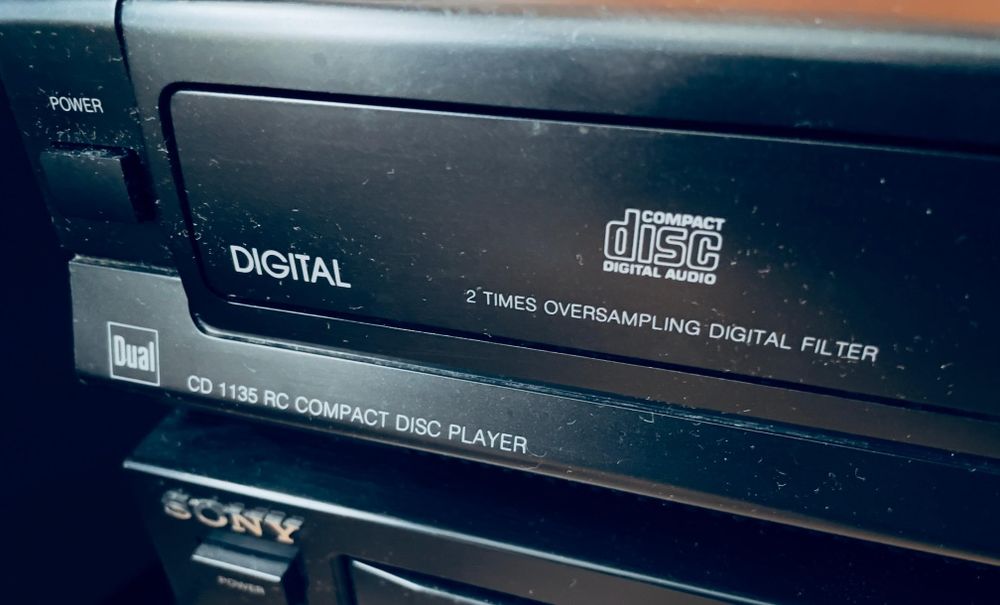 POWER
COMPACT
disc
DIGITAL AUDIO
DIGITAL
2 TIMES OVERSAMPLING DIGITAL FILTER
Dual
CD 1135 RC COMPACT DISC PLAYER
SONY
POWER